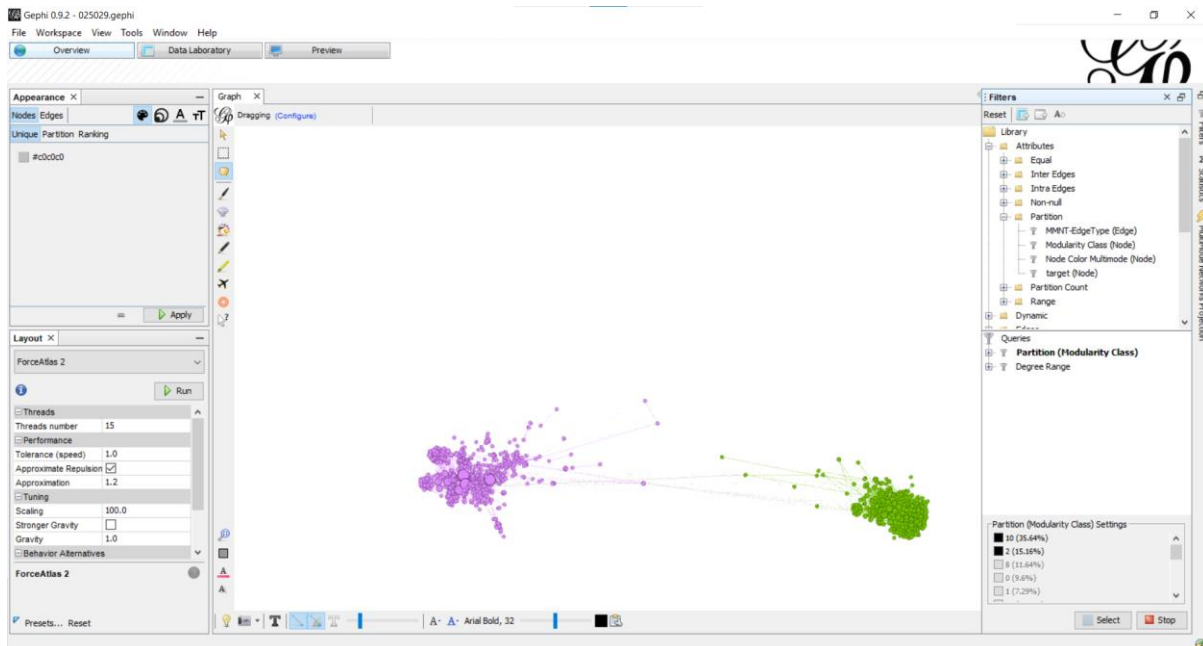 Gephi 0.9.2 - 025029.gephi
File Workspace View Tools Window Help
Overview Data Laboratory Preview
Appearance
Nodes Edges
Unique Partition Ranking
#c0c0c0
Apply
Layout
ForceAtlas 2
Run
Threads
Threads number 15
Performance
Tolerance (speed) 1.0
Approximate Repulsion
Approximation 1.2
Tuning
Scaling 100.0
Stronger Gravity
Gravity 1.0
Behavior Alternatives
ForceAtlas 2
Presets... Reset
Graph
Dragging (Configure)
A- A- Arial Bold, 32
Filters
Reset
Library
Attributes
Equal
Inter Edges
Intra Edges
Non-null
Partition
MMNT-EdgeType (Edge)
Modularity Class (Node)
Node Color Multimode (Node)
target (Node)
Partition Count
Range
Dynamic
Queries
Partition (Modularity Class)
Degree Range
Partition (Modularity Class) Settings
10 (35.64%)
2 (15.16%)
8 (11.64%)
0 (9.6%)
1 (7.29%)
Select Stop
Filters
Statistics